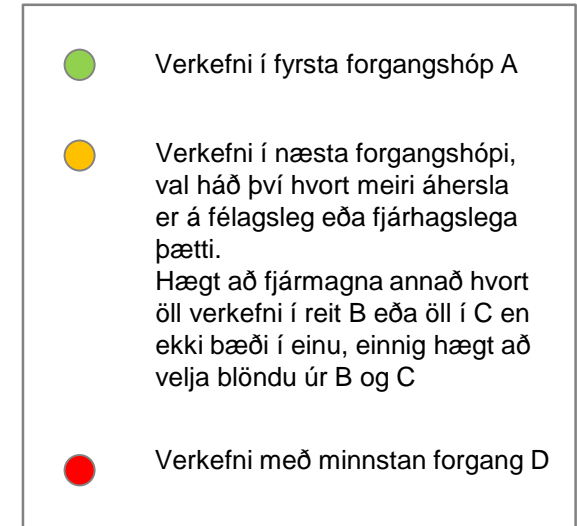 Verkefni í fyrsta forgangshóp A
Verkefni í næsta forgangshópi,
val háð því hvort meiri áhersla
er á félagsleg eða fjárhagslega
þætti.
Hægt að fjármagna annað hvort
öll verkefni í reit B eða öll í C en
ekki bæði í einu, einnig hægt að
velja blöndu úr B og C
Verkefni með minnstan forgang D